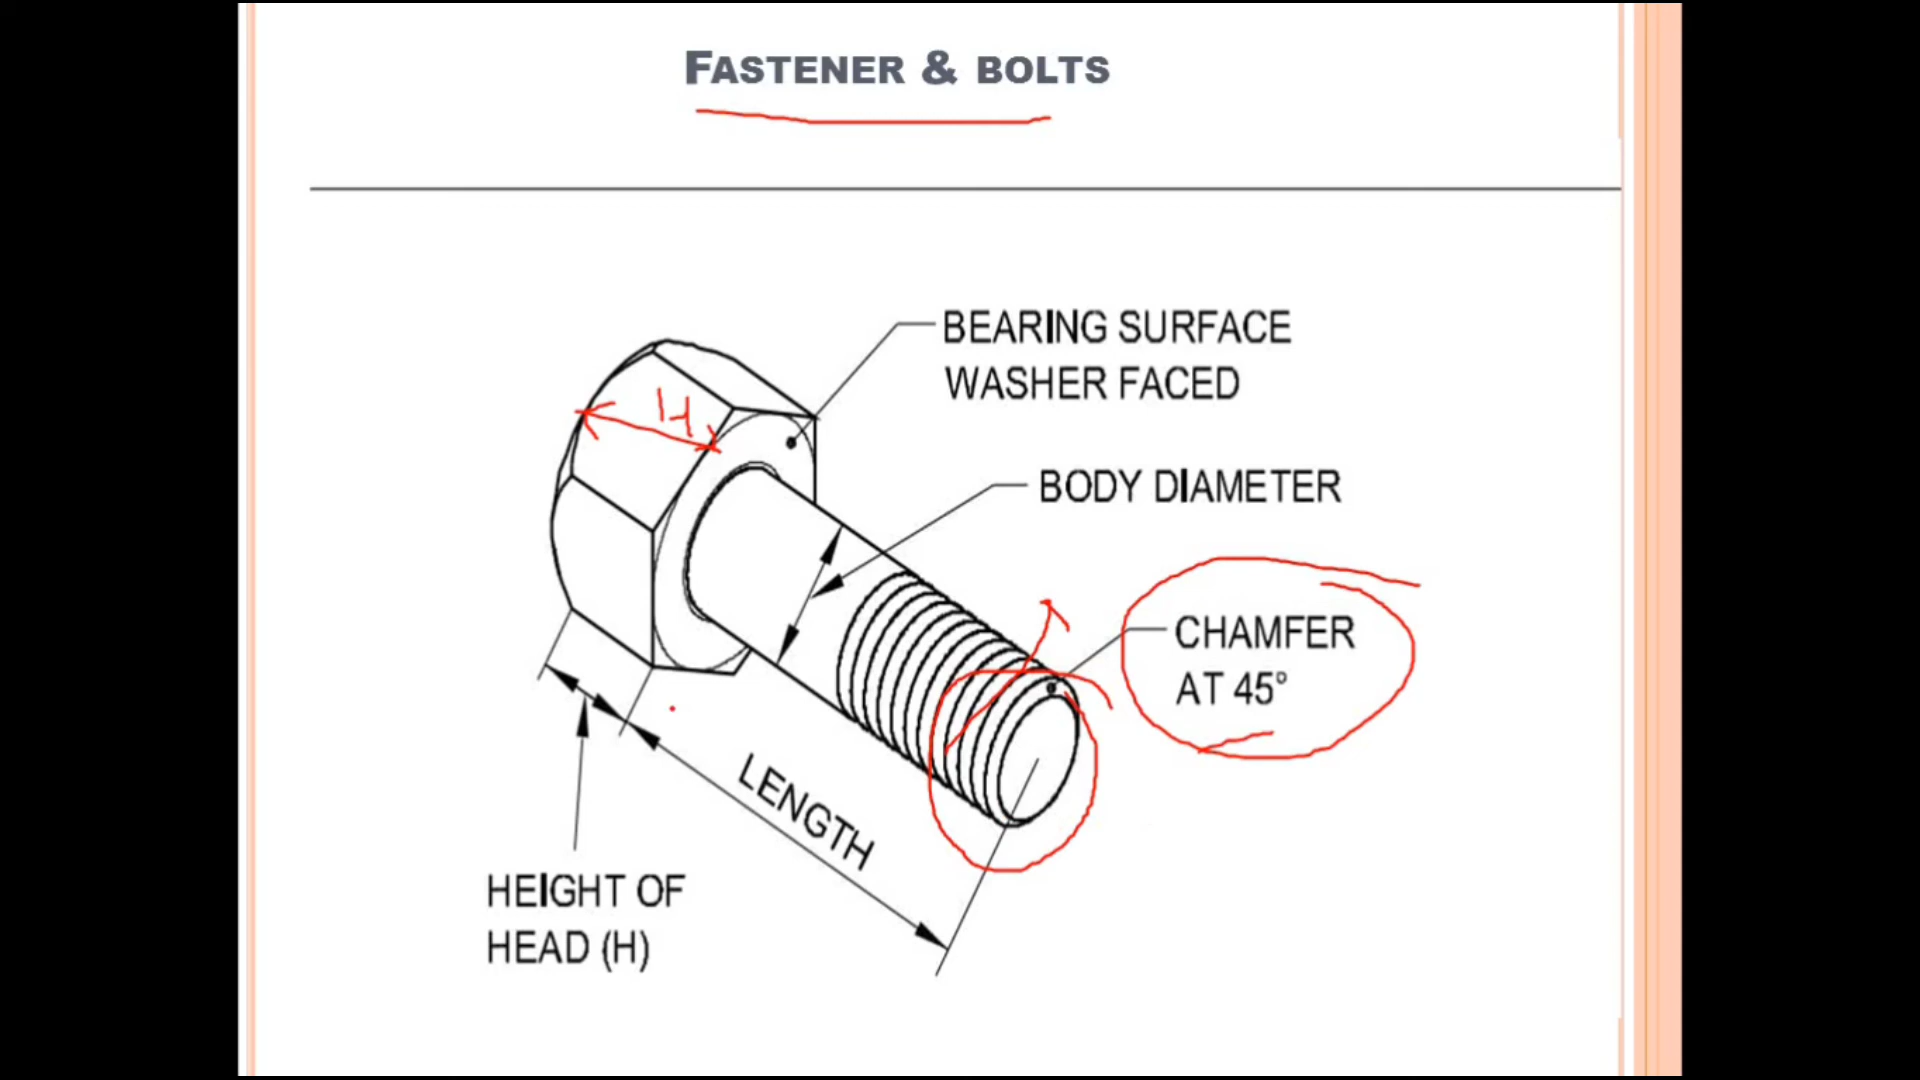 FASTENER & BOLTS
BEARING SURFACE
WASHER FACED
H
BODY DIAMETER
CHAMFER
AT 45°
LENGTH
HEIGHT OF
HEAD (H)